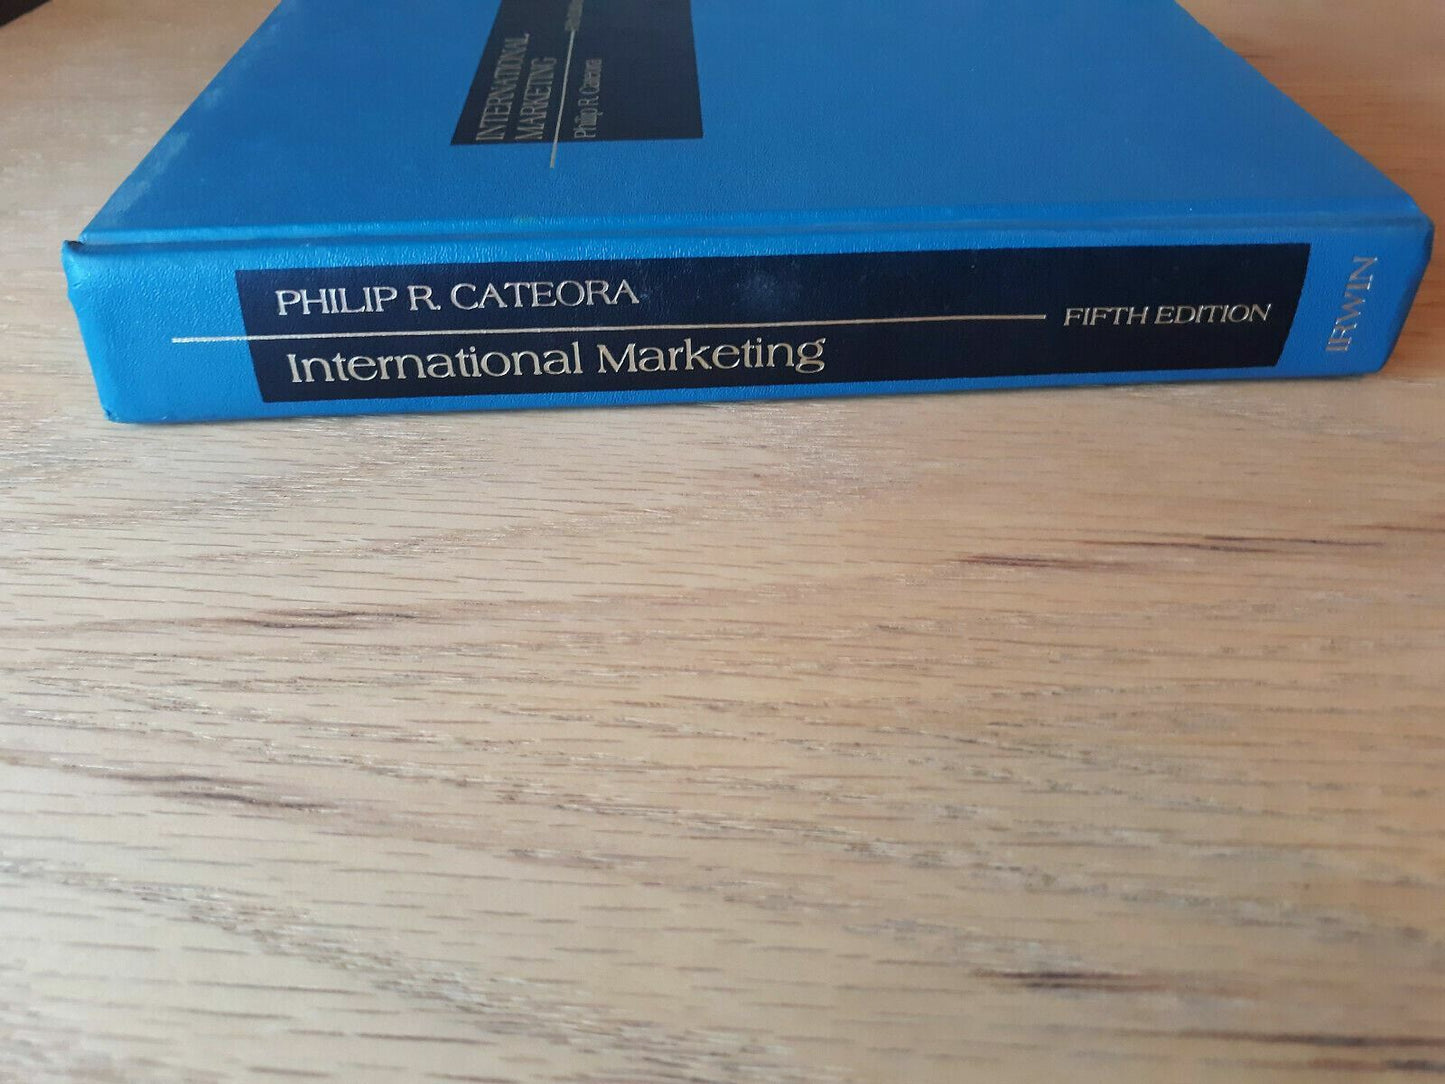 INTERNATIONAL
MARKETING
Philip R. Cateora
PHILIP R. CATEORA
International Marketing
FIFTH EDITION
IRWIN